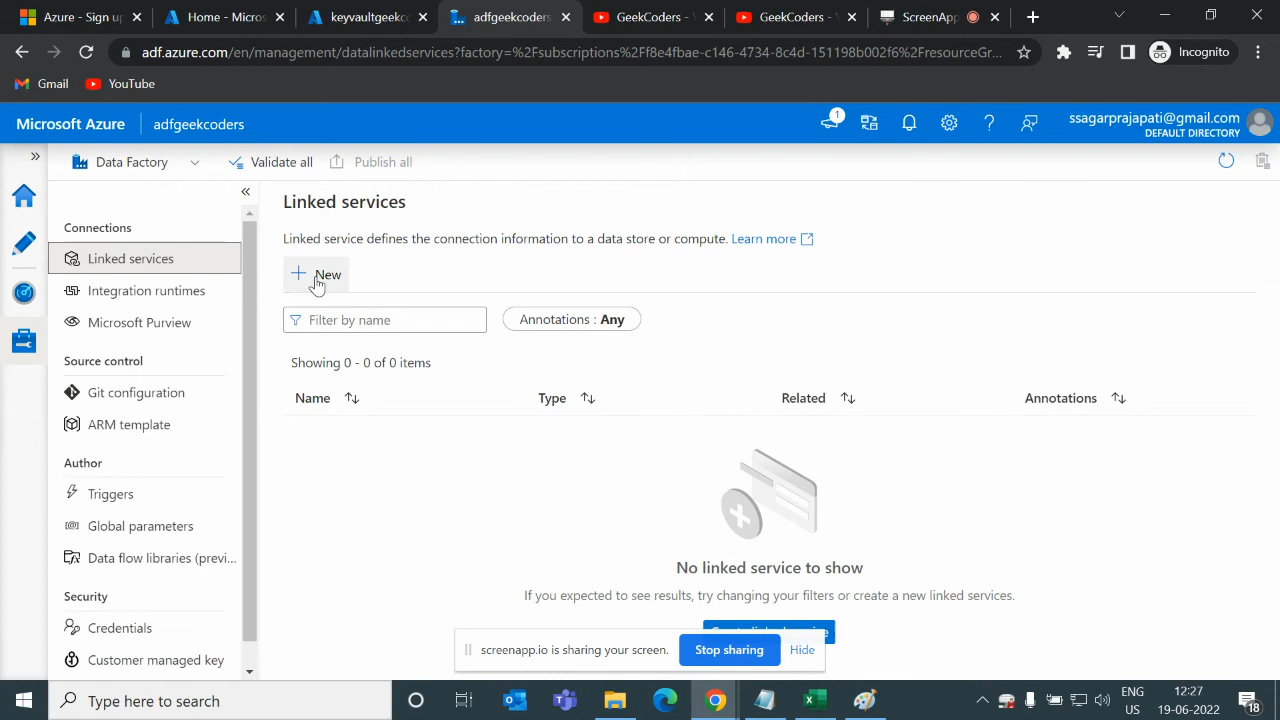 Azure - Sign up
Home - Micros
keyvaultgeekc
adfgeekcoders
GeekCoders - Y
GeekCoders - Y
ScreenApp
adf.azure.com/en/management/datalinkedservices?factory=%2Fsubscriptions%2Ff8e4fbae-c146-4734-8c4d-151198b002f6%2FresourceGr...
Incognito
Gmail
YouTube
Microsoft Azure
adfgeekcoders
1
ssagarprajapati@gmail.com
DEFAULT DIRECTORY
Data Factory
Validate all
Publish all
Connections
Linked services
Integration runtimes
Microsoft Purview
Source control
Git configuration
ARM template
Author
Triggers
Global parameters
Data flow libraries (previ...
Security
Credentials
Customer managed key
Linked services
Linked service defines the connection information to a data store or compute. Learn more
New
Filter by name
Annotations : Any
Showing 0 - 0 of 0 items
Name
Type
Related
Annotations
No linked service to show
If you expected to see results, try changing your filters or create a new linked services.
screenapp.io is sharing your screen.
Stop sharing
Hide
Type here to search
ENG
US
12:27
19-06-2022
18